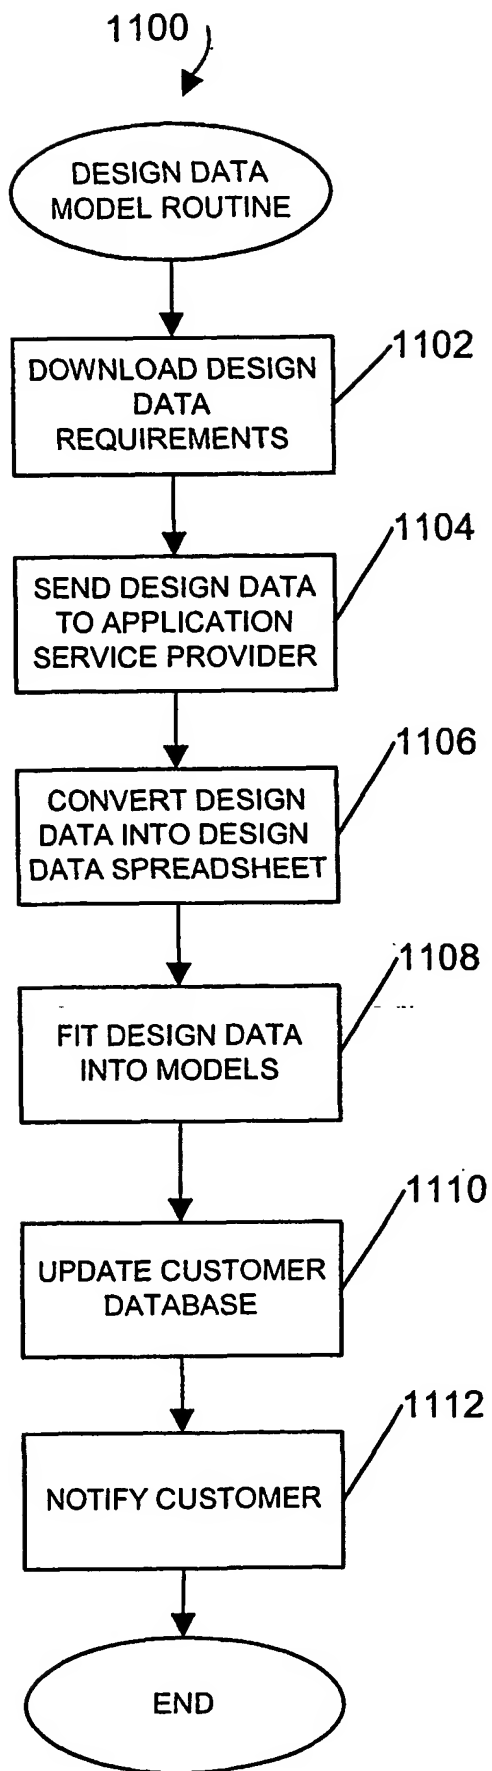 1100
DESIGN DATA
MODEL ROUTINE
1102
DOWNLOAD DESIGN
DATA
REQUIREMENTS
1104
SEND DESIGN DATA
TO APPLICATION
SERVICE PROVIDER
1106
CONVERT DESIGN
DATA INTO DESIGN
DATA SPREADSHEET
1108
FIT DESIGN DATA
INTO MODELS
1110
UPDATE CUSTOMER
DATABASE
1112
NOTIFY CUSTOMER
END